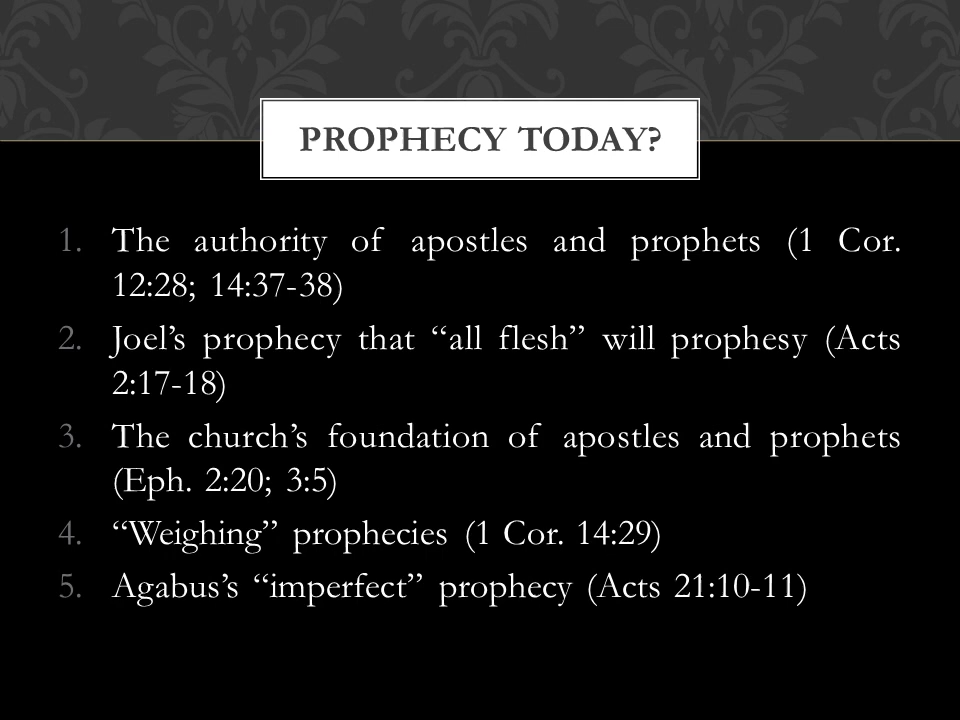 PROPHECY TODAY?
1. The authority of apostles and prophets (1 Cor.
12:28; 14:37-38)
2. Joel’s prophecy that “all flesh” will prophesy (Acts
2:17-18)
3. The church’s foundation of apostles and prophets
(Eph. 2:20; 3:5)
4. “Weighing” prophecies (1 Cor. 14:29)
5. Agabus’s “imperfect” prophecy (Acts 21:10-11)